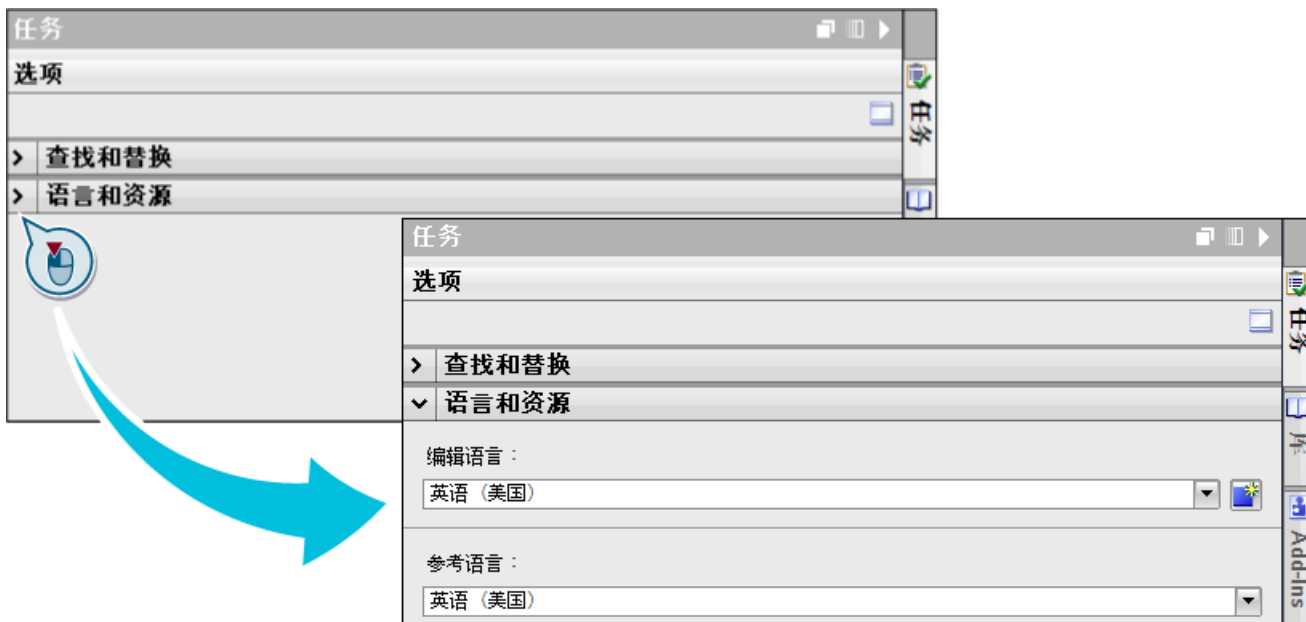 任务
选项
任务
查找和替换
语言和资源
任务
选项
任务
查找和替换
语言和资源
库
编辑语言：
英语（美国）
Add-Ins
参考语言：
英语（美国）